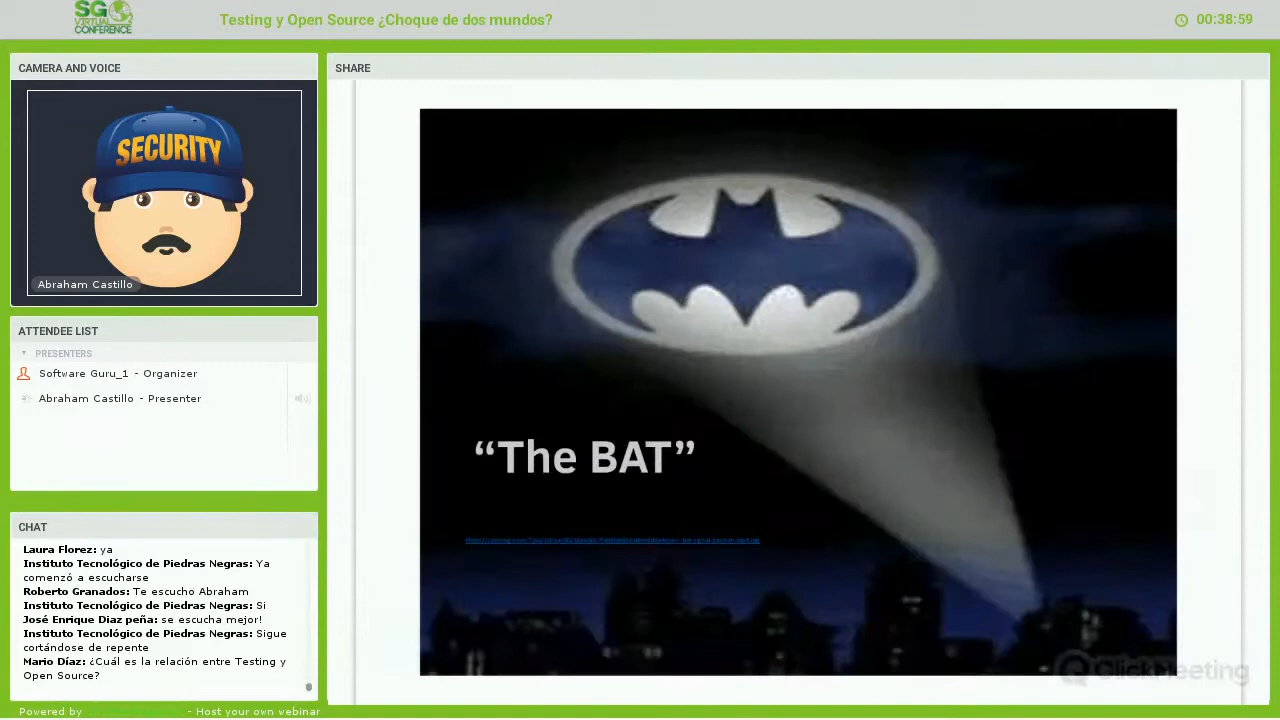 SG
VIRTUAL
CONFERENCE
Testing y Open Source ¿Choque de dos mundos?
00:38:59
CAMERA AND VOICE
SECURITY
Abraham Castillo
ATTENDEE LIST
PRESENTERS
Software Guru_1 - Organizer
Abraham Castillo - Presenter
CHAT
Laura Florez: ya
Instituto Tecnológico de Piedras Negras: Ya
comenzó a escucharse
Roberto Granados: Te escucho Abraham
Instituto Tecnológico de Piedras Negras: Si
José Enrique Diaz peña: se escucha mejor!
Instituto Tecnológico de Piedras Negras: Sigue
cortándose de repente
Mario Díaz: ¿Cuál es la relación entre Testing y
Open Source?
Powered by - Host your own webinar
SHARE
“The BAT”
ClickMeeting